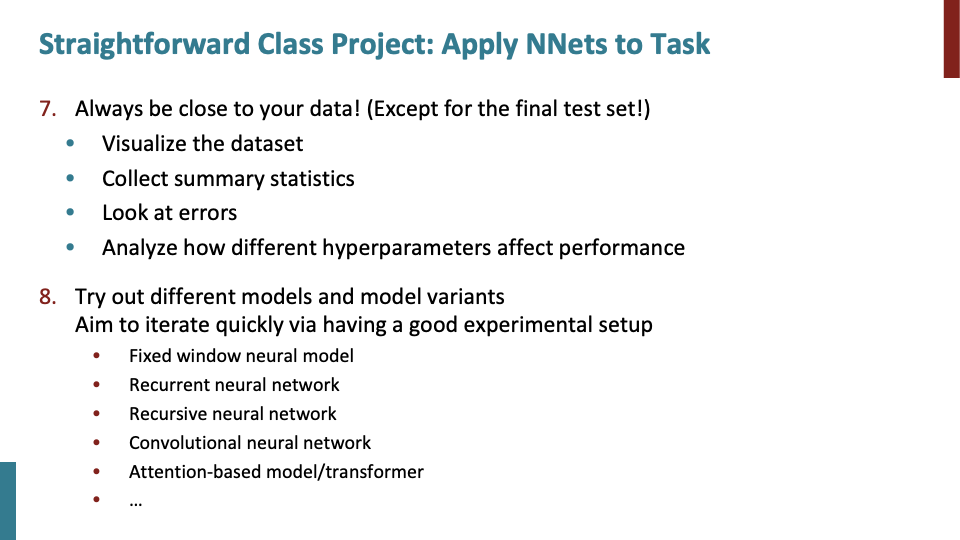 Straightforward Class Project: Apply NNets to Task
7. Always be close to your data! (Except for the final test set!)
• Visualize the dataset
• Collect summary statistics
• Look at errors
• Analyze how different hyperparameters affect performance
8. Try out different models and model variants
Aim to iterate quickly via having a good experimental setup
• Fixed window neural model
• Recurrent neural network
• Recursive neural network
• Convolutional neural network
• Attention-based model/transformer
• …